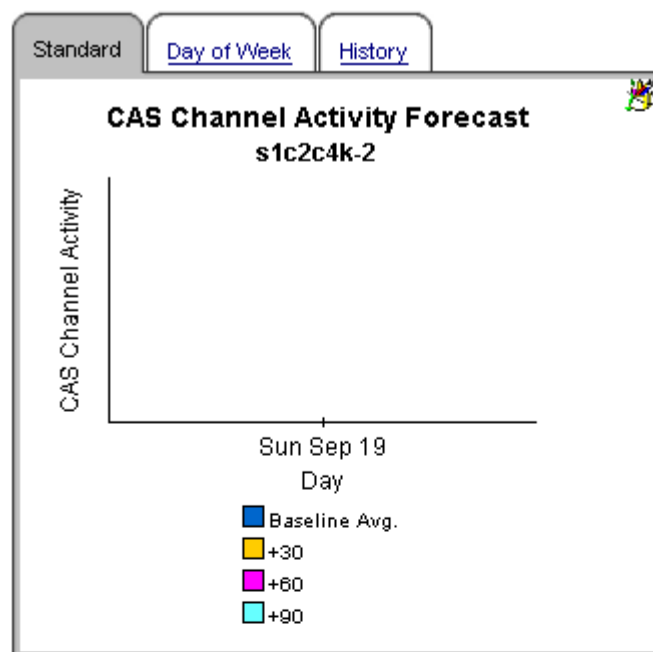 Standard
Day of Week
History
CAS Channel Activity Forecast
s1c2c4k-2
CAS Channel Activity
Sun Sep 19
Day
Baseline Avg.
+30
+60
+90